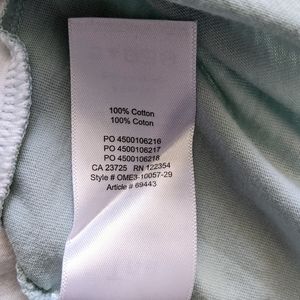 100% Cotton
100% Coton
PO 4500106216
PO 4500106217
PO 4500106218
CA 23725 RN 122354
Style # OME3-10057-29
Article # 69443